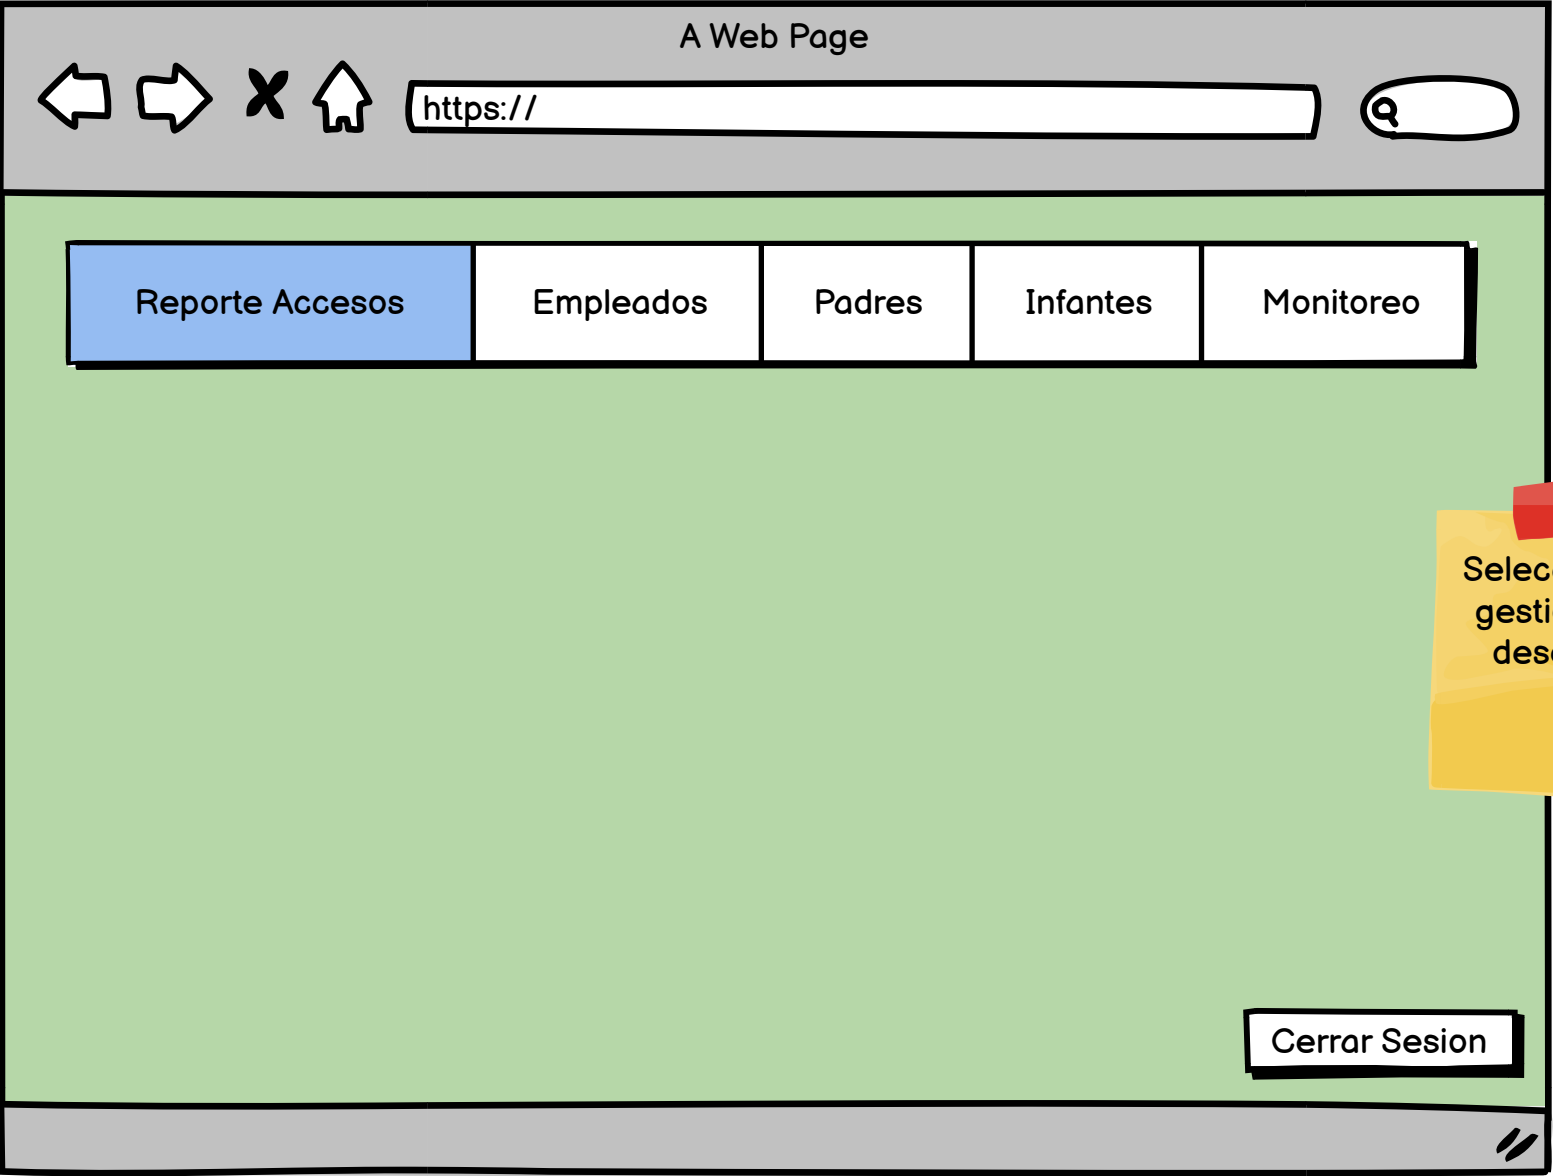 A Web Page
https://
Reporte Accesos
Empleados
Padres
Infantes
Monitoreo
Cerrar Sesion